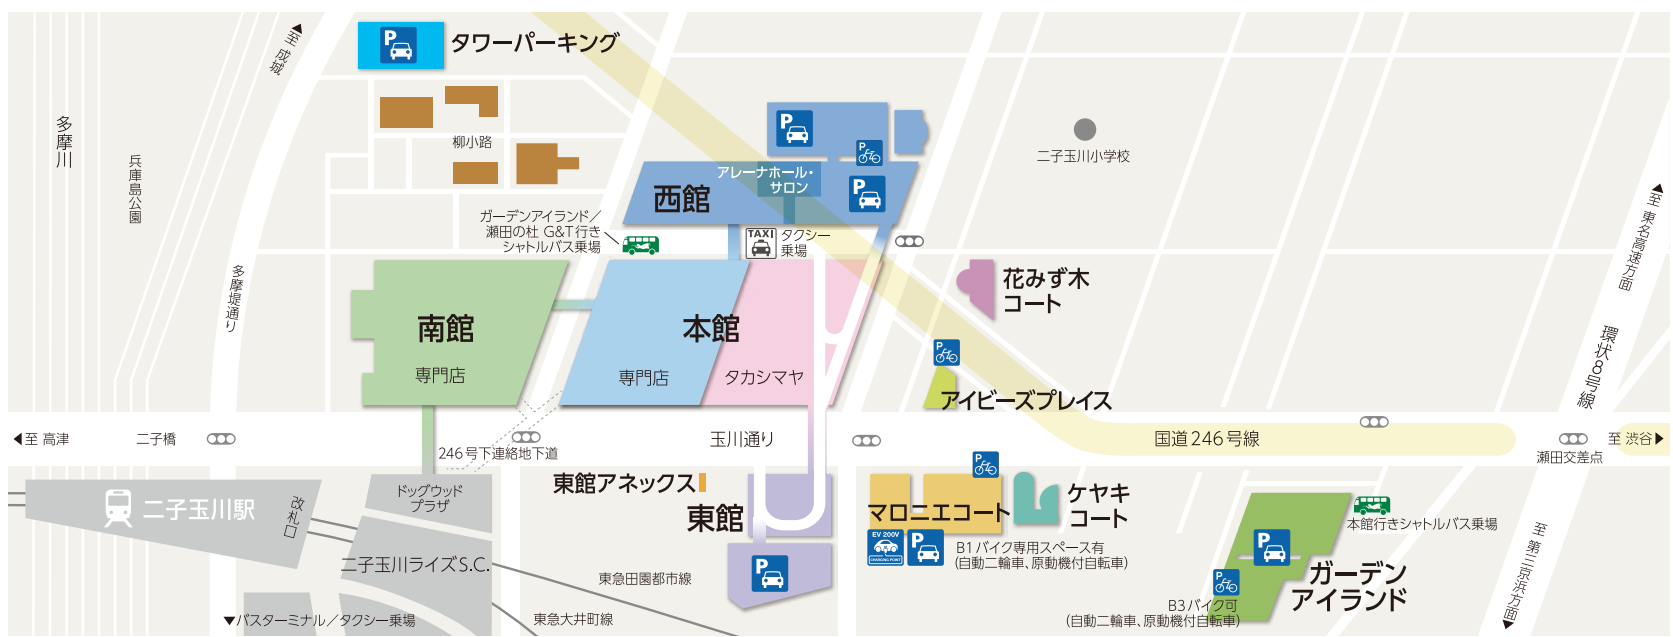 至 成城
P
タワーパーキング
多摩川
兵庫島公園
柳小路
P
P
P
アレーナホール・
サロン
西館
二子玉川小学校
至 東名高速方面
ガーデンアイランド／
瀬田の杜 G&T行き
シャトルバス乗場
TAXI
タクシー
乗場
多摩堤通り
花みず木
コート
南館
専門店
本館
専門店
タカシマヤ
環状8号線
P
アイビーズプレイス
至 高津
二子橋
玉川通り
国道246号線
至 渋谷
瀬田交差点
246号下連絡地下道
二子玉川駅
改札口
ドッグウッド
プラザ
東館アネックス
東館
P
P
マロニエコート
EV 200V
CHARGING POINT
P
ケヤキ
コート
B1バイク専用スペース有
(自動二輪車、原動機付自転車)
本館行きシャトルバス乗場
至 第三京浜方面
二子玉川ライズS.C.
東急田園都市線
東急大井町線
バスターミナル／タクシー乗場
P
P
ガーデン
アイランド
B3バイク可
(自動二輪車、原動機付自転車)